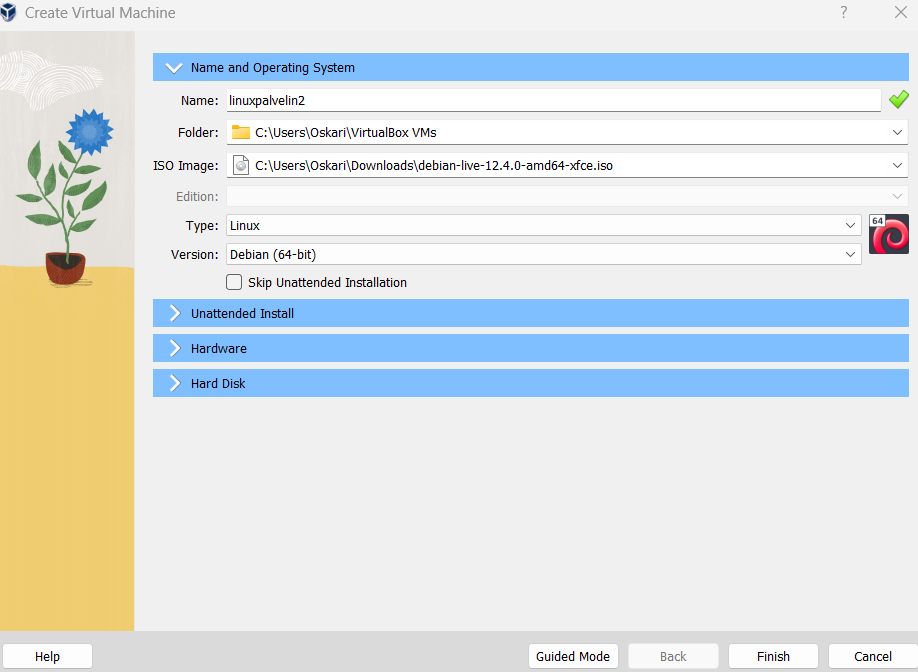 Create Virtual Machine ?
Name and Operating System
Name: linuxpalvelin2
Folder: C:\Users\Oskari\VirtualBox VMs
ISO Image: C:\Users\Oskari\Downloads\debian-live-12.4.0-amd64-xfce.iso
Edition:
Type: Linux
64
Version: Debian (64-bit)
Skip Unattended Installation
Unattended Install
Hardware
Hard Disk
Help Guided Mode Back Finish Cancel